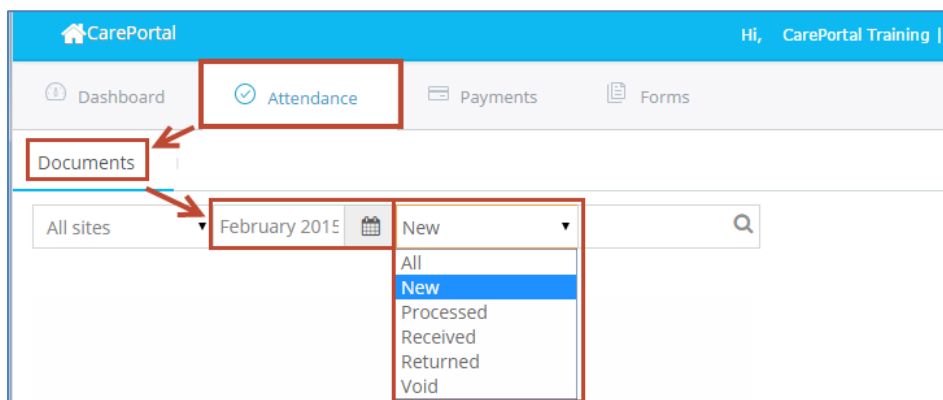 CarePortal Hi, CarePortal Training |
Dashboard Attendance Payments Forms
Documents
All sites February 2015 New
All
New
Processed
Received
Returned
Void